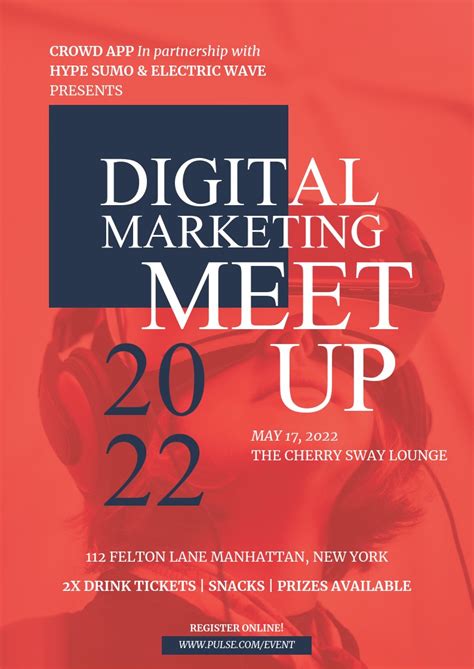 CROWD APP In partnership with
HYPE SUMO & ELECTRIC WAVE
PRESENTS
DIGITAL
MARKETING
MEET
UP
20
22
MAY 17, 2022
THE CHERRY SWAY LOUNGE
112 FELTON LANE MANHATTAN, NEW YORK
2X DRINK TICKETS | SNACKS | PRIZES AVAILABLE
REGISTER ONLINE!
WWW.PULSE.COM/EVENT